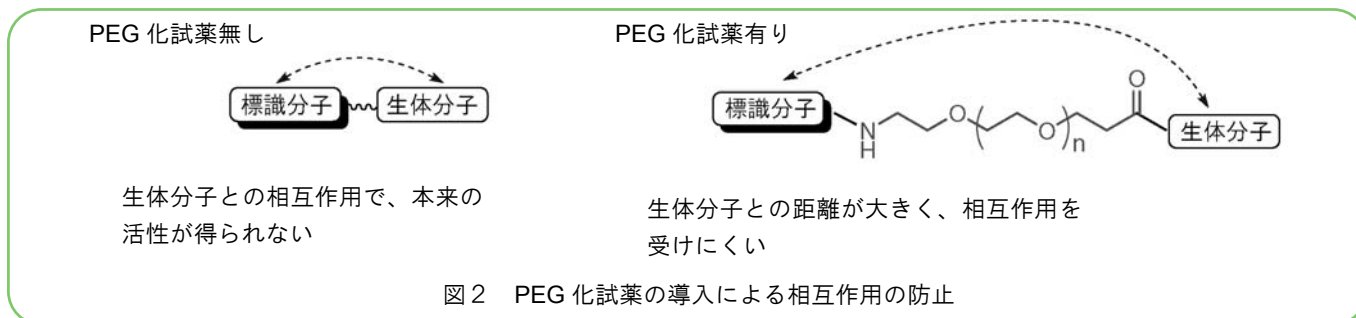 PEG 化試薬無し
PEG 化試薬有り
標識分子
生体分子
標識分子
N
H
O
O
n
O
生体分子
生体分子との相互作用で、本来の
活性が得られない
生体分子との距離が大きく、相互作用を
受けにくい
図２　PEG 化試薬の導入による相互作用の防止